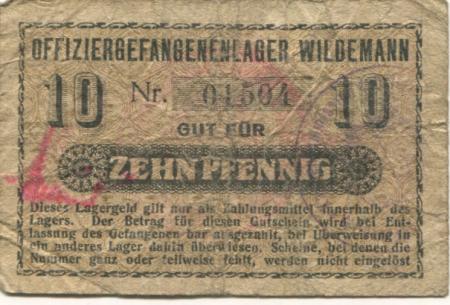 OFFIZIERGEFANGENENLAGER WILDEMANN
10 Nr. 01504 10
GUT FÜR
ZEHN PFENNIG
Dieses Lagergeld gilt nur als Zahlungsmittel innerhalb des
Lagers. Der Betrag für diesen Gutschein wird bei Ent-
lassung des Gefangenen bar ausgezahlt, bei Überweisung in
ein anderes Lager dahin überwiesen. Scheine, bei denen die
Nummer ganz oder teilweise fehlt, werden nicht eingelöst